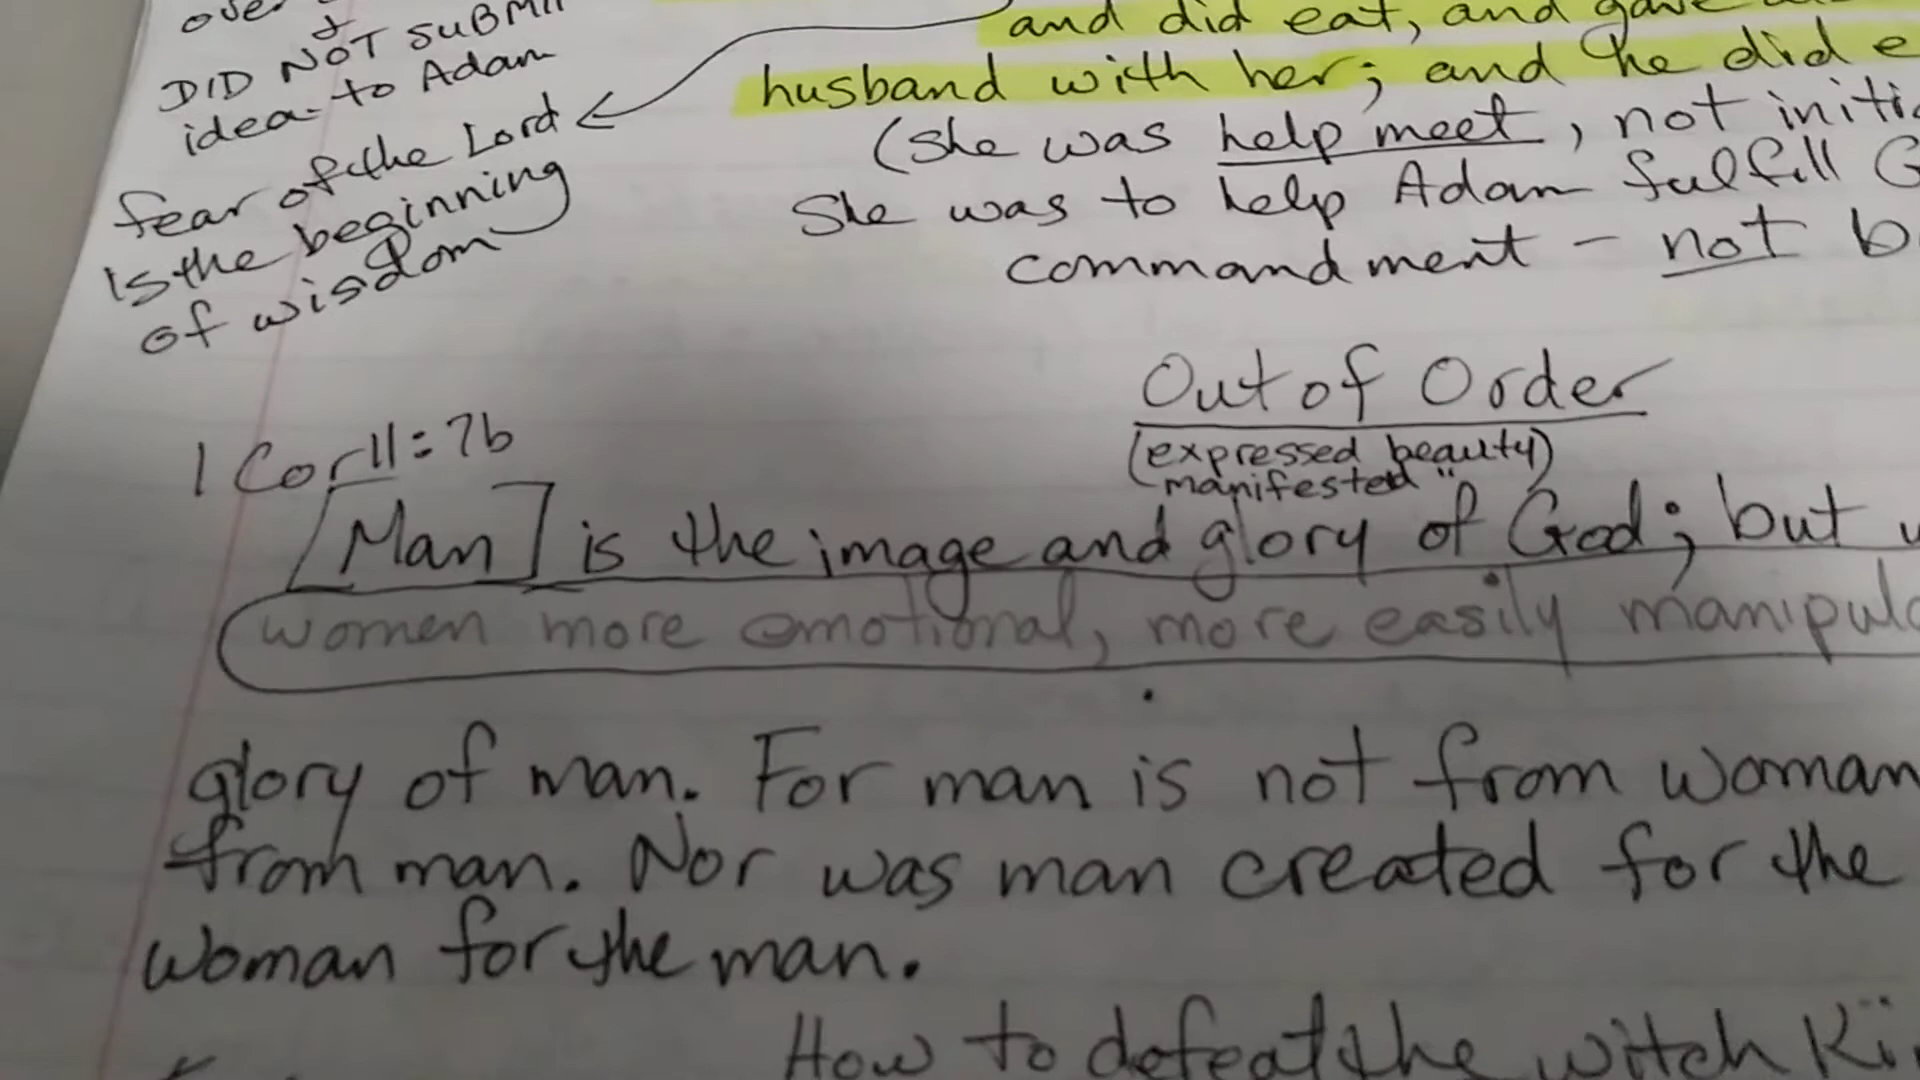 over
&
DID NOT SUBMIT
idea to Adam
fear of the Lord
is the beginning
of wisdom
and did eat, and gave
husband with her; and he did e
(she was help meet, not initi
She was to help Adam fulfill G
commandment - not b
Out of Order
(expressed beauty)
manifested "
1 Cor 11:7b
[Man] is the image and glory of God; but w
women more emotional, more easily manipula
glory of man. For man is not from woman
from man. Nor was man created for the
woman for the man.
How to defeat the witch Ki